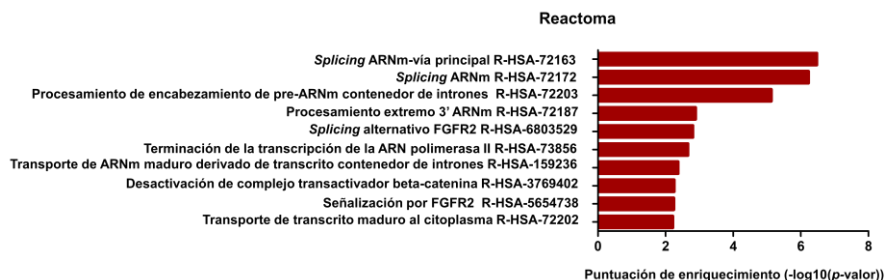 Reactoma
Splicing ARNm-vía principal R-HSA-72163
Splicing ARNm R-HSA-72172
Procesamiento de encabezamiento de pre-ARNm contenedor de intrones R-HSA-72203
Procesamiento extremo 3' ARNm R-HSA-72187
Splicing alternativo FGFR2 R-HSA-6803529
Terminación de la transcripción de la ARN polimerasa II R-HSA-73856
Transporte de ARNm maduro derivado de transcrito contenedor de intrones R-HSA-159236
Desactivación de complejo transactivador beta-catenina R-HSA-3769402
Señalización por FGFR2 R-HSA-5654738
Transporte de transcrito maduro al citoplasma R-HSA-72202
0 2 4 6 8
Puntuación de enriquecimiento (-log10(p-valor))